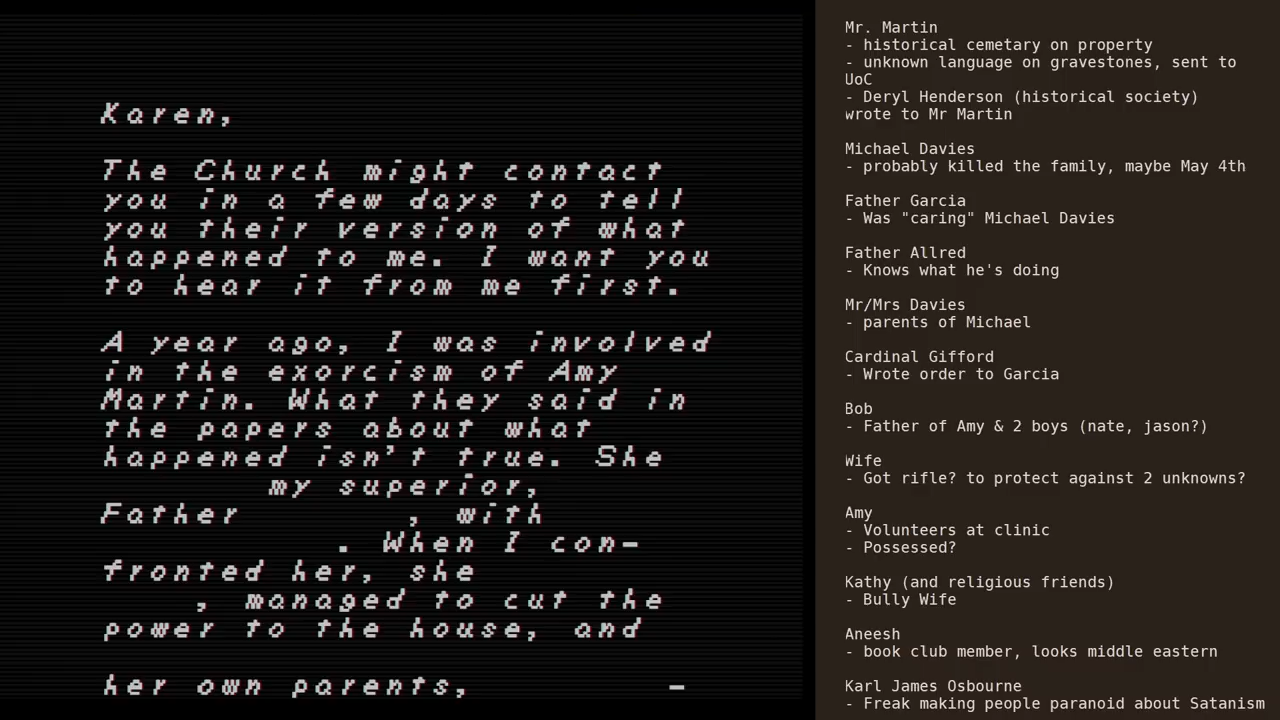 Karen,
The Church might contact
you in a few days to tell
you their version of what
happened to me. I want you
to hear it from me first.
A year ago, I was involved
in the exorcism of Amy
Martin. What they said in
the papers about what
happened isn't true. She
my superior,
Father , with
. When I con-
fronted her, she
, managed to cut the
power to the house, and
her own parents, -
Mr. Martin
- historical cemetary on property
- unknown language on gravestones, sent to
UoC
- Deryl Henderson (historical society)
wrote to Mr Martin
Michael Davies
- probably killed the family, maybe May 4th
Father Garcia
- Was "caring" Michael Davies
Father Allred
- Knows what he's doing
Mr/Mrs Davies
- parents of Michael
Cardinal Gifford
- Wrote order to Garcia
Bob
- Father of Amy & 2 boys (nate, jason?)
Wife
- Got rifle? to protect against 2 unknowns?
Amy
- Volunteers at clinic
- Possessed?
Kathy (and religious friends)
- Bully Wife
Aneesh
- book club member, looks middle eastern
Karl James Osbourne
- Freak making people paranoid about Satanism